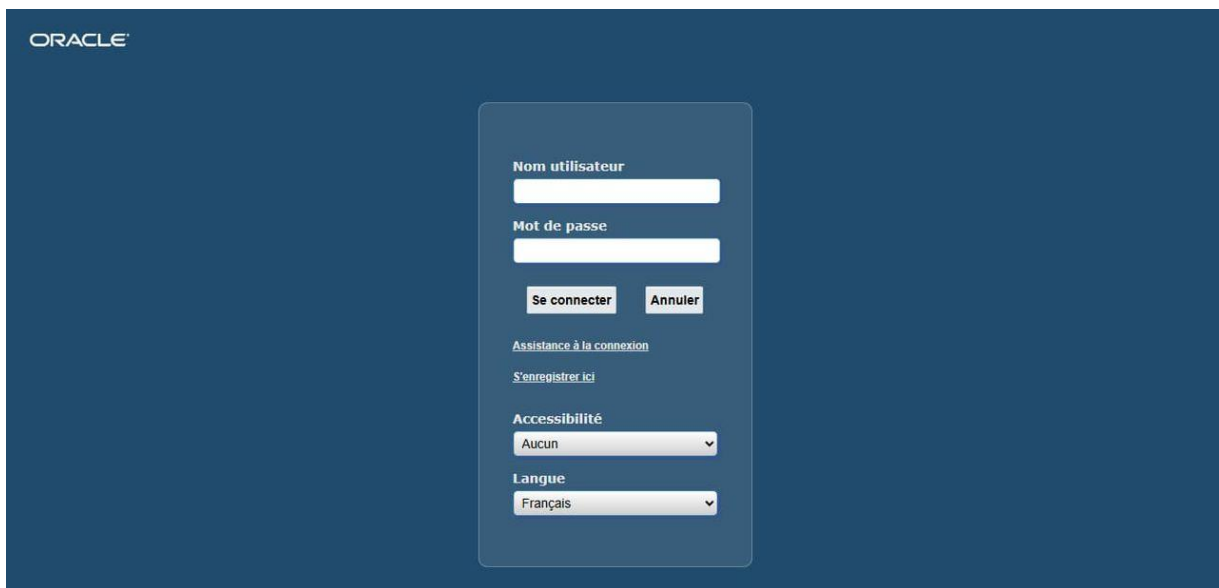 ORACLE
Nom utilisateur
Mot de passe
Se connecter Annuler
Assistance à la connexion
S'enregistrer ici
Accessibilité
Aucun
Langue
Français